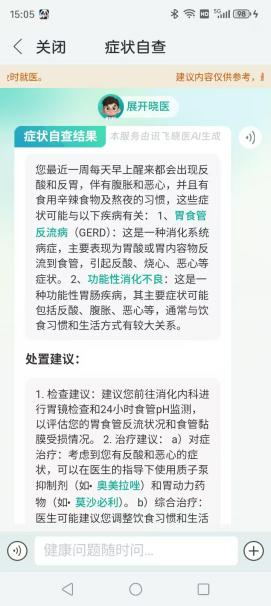 15:05
HD
5G
98
关闭
症状自查
时就医。
建议内容仅供参考，
展开晓医
症状自查结果
本服务由讯飞晓医AI生成
您最近一周每天早上醒来都会出现反
酸和反胃，伴有腹胀和恶心，并且有
食用辛辣食物及熬夜的习惯，这些症
状可能与以下疾病有关：1、胃食管
反流病（GERD）：这是一种消化系统
病症，主要表现为胃酸或胃内容物反
流到食管，引起反酸、烧心、恶心等
症状。2、功能性消化不良：这是一
种功能性胃肠疾病，其主要症状可能
包括反酸、腹胀、恶心等，通常与饮
食习惯和生活方式有较大关系。
处置建议：
1. 检查建议：建议您前往消化内科进
行胃镜检查和24小时食管pH监测，
以评估您的胃食管反流状况和食管黏
膜受损情况。2. 治疗建议：a）对症
治疗：考虑到您有反酸和恶心的症
状，可以在医生的指导下使用质子泵
抑制剂（如·奥美拉唑）和胃动力药
物（如·莫沙必利）。b）综合治疗：
医生可能建议您调整饮食习惯和生活
健康问题随时问...